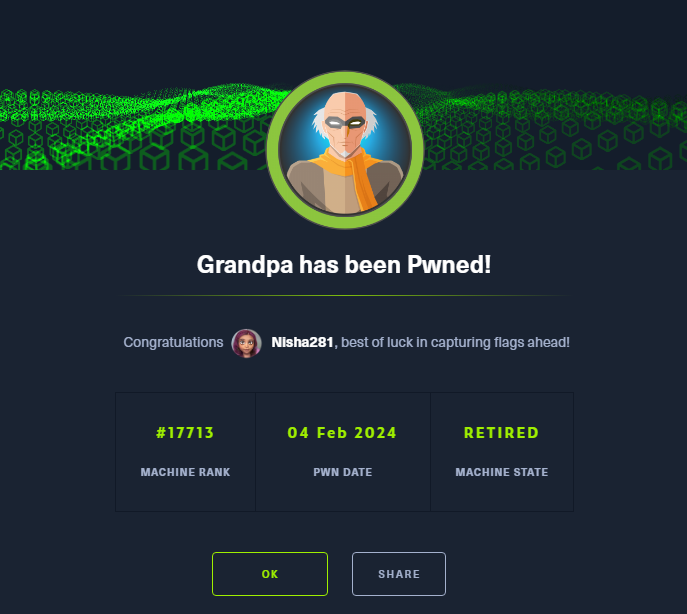 Grandpa has been Pwned!
Congratulations Nisha281, best of luck in capturing flags ahead!
#17713 04 Feb 2024 RETIRED
MACHINE RANK PWN DATE MACHINE STATE
OK SHARE